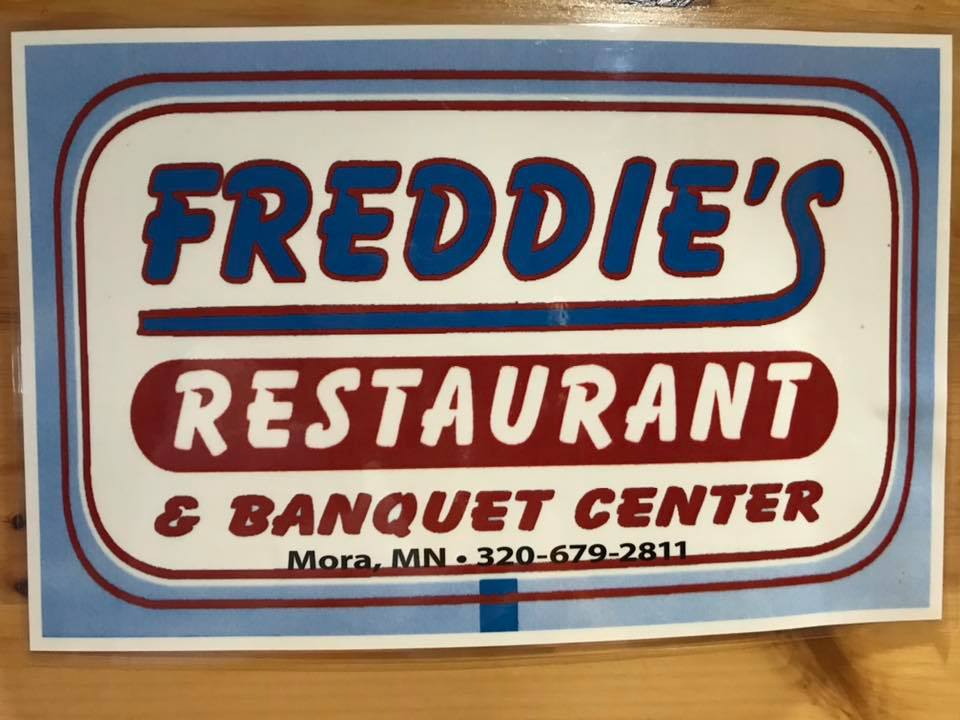 FREDDIE'S
RESTAURANT
& BANQUET CENTER
Mora, MN • 320-679-2811